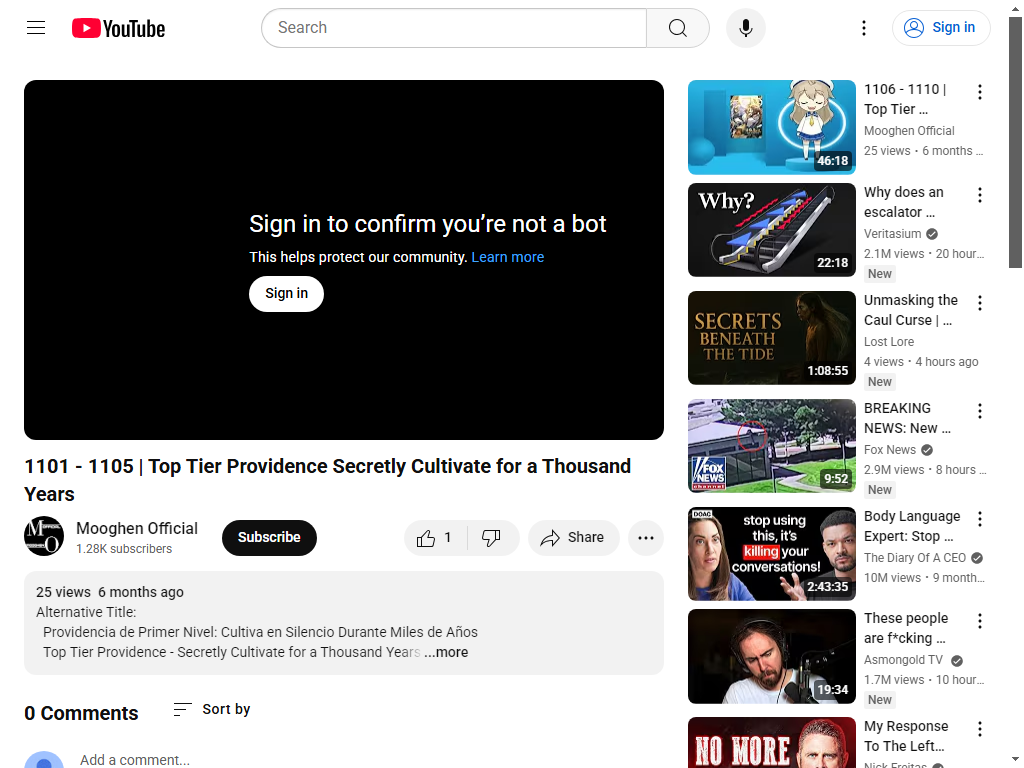 YouTube
Search
Sign in
Sign in to confirm you’re not a bot
This helps protect our community. Learn more
Sign in
1101 - 1105 | Top Tier Providence Secretly Cultivate for a Thousand
Years
Mooghen Official
1.28K subscribers
Subscribe
1
Share
25 views 6 months ago
Alternative Title:
Providencia de Primer Nivel: Cultiva en Silencio Durante Miles de Años
Top Tier Providence - Secretly Cultivate for a Thousand Years ...more
0 Comments
Sort by
Add a comment...
46:18
1106 - 1110 |
Top Tier ...
Mooghen Official
25 views • 6 months ...
Why?
22:18
Why does an
escalator ...
Veritasium
2.1M views • 20 hour...
New
SECRETS
BENEATH
THE TIDE
1:08:55
Unmasking the
Caul Curse | ...
Lost Lore
4 views • 4 hours ago
New
FOX
NEWS
channel
9:52
BREAKING
NEWS: New ...
Fox News
2.9M views • 8 hours ...
New
DOAC
stop using
this, it's
killing your
conversations!
2:43:35
Body Language
Expert: Stop ...
The Diary Of A CEO
10M views • 9 month...
19:34
These people
are f*cking ...
Asmongold TV
1.7M views • 10 hour...
New
NO MORE
My Response
To The Left...
Nick Freitas